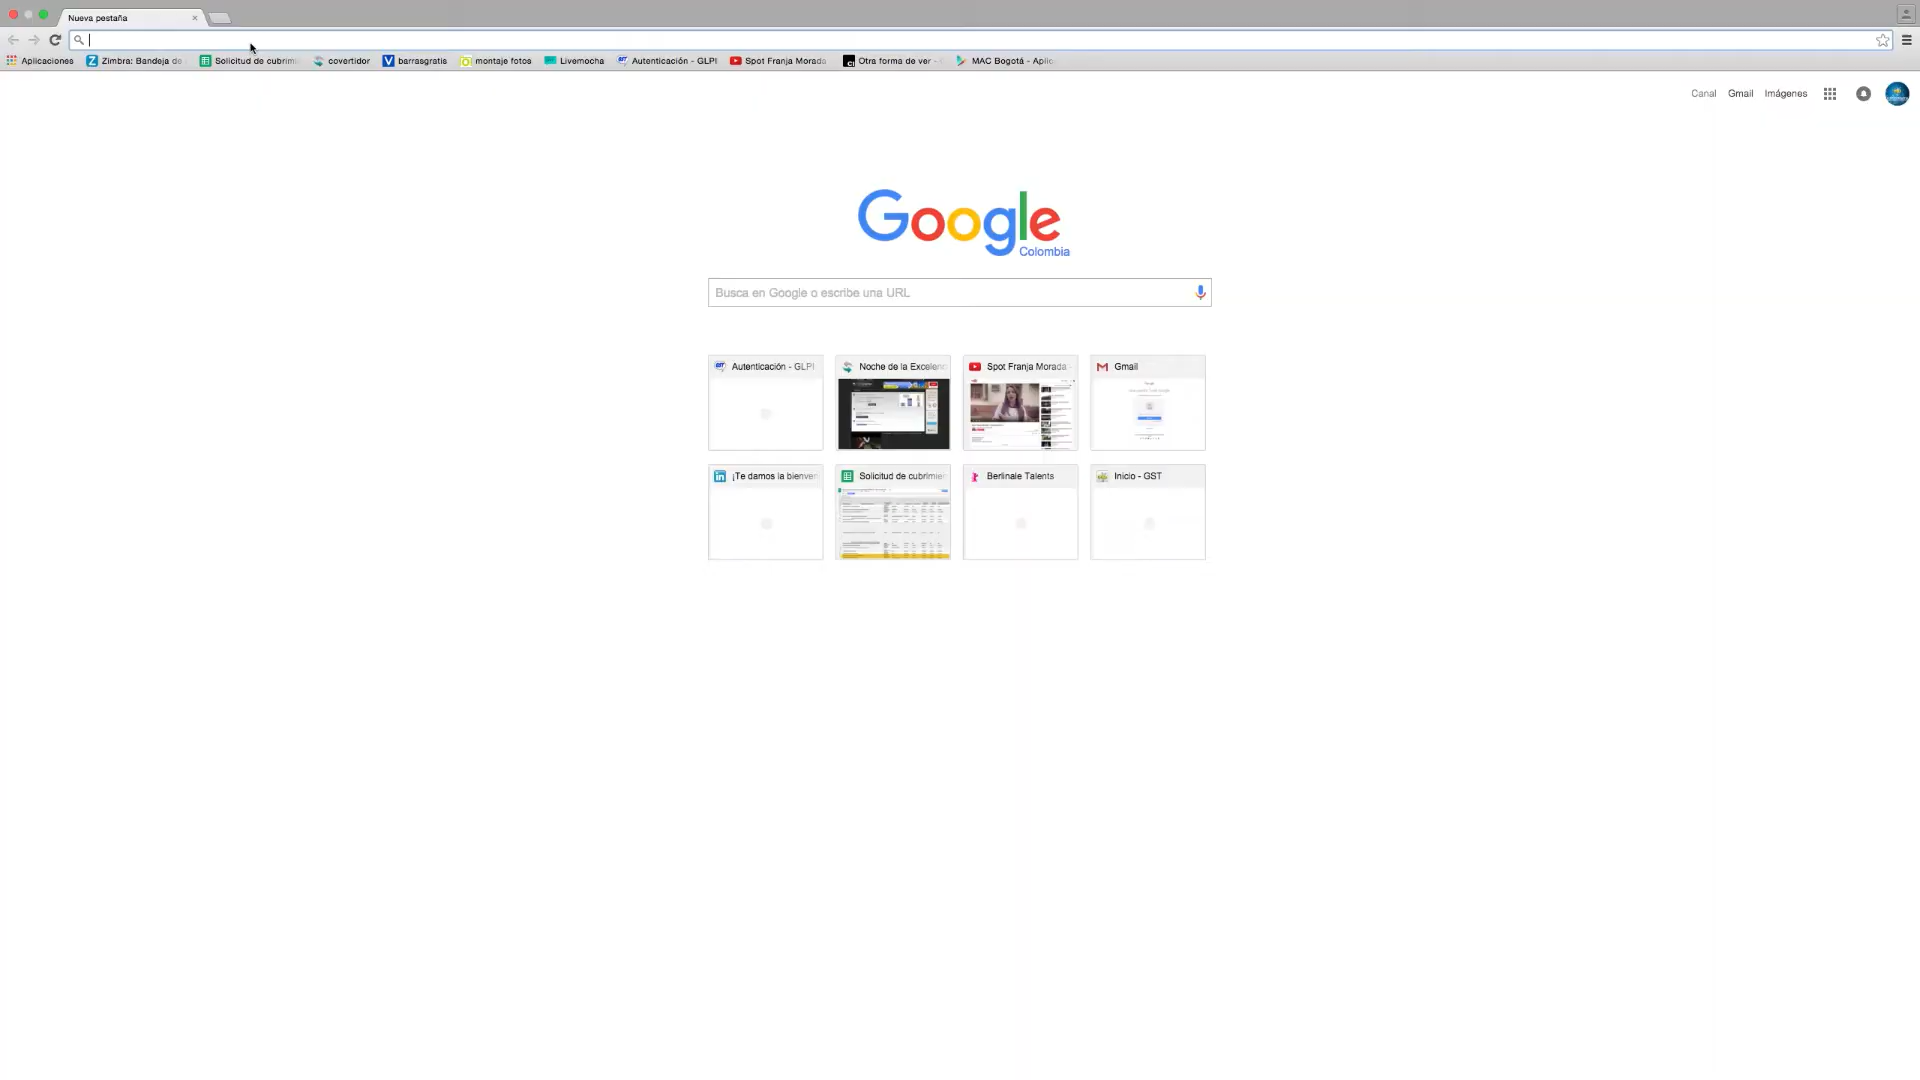 Nueva pestaña
Aplicaciones Zimbra: Bandeja de Solicitud de cubrimi covertidor barrasgratis montaje fotos Livemocha Autenticación - GLPI Spot Franja Morada Otra forma de ver - MAC Bogotá - Aplic
Canal Gmail Imágenes
Google
Colombia
Busca en Google o escribe una URL
Autenticación - GLPI Noche de la Excelenc Spot Franja Morada - Gmail
¡Te damos la bienven Solicitud de cubrimien Berlinale Talents Inicio - GST